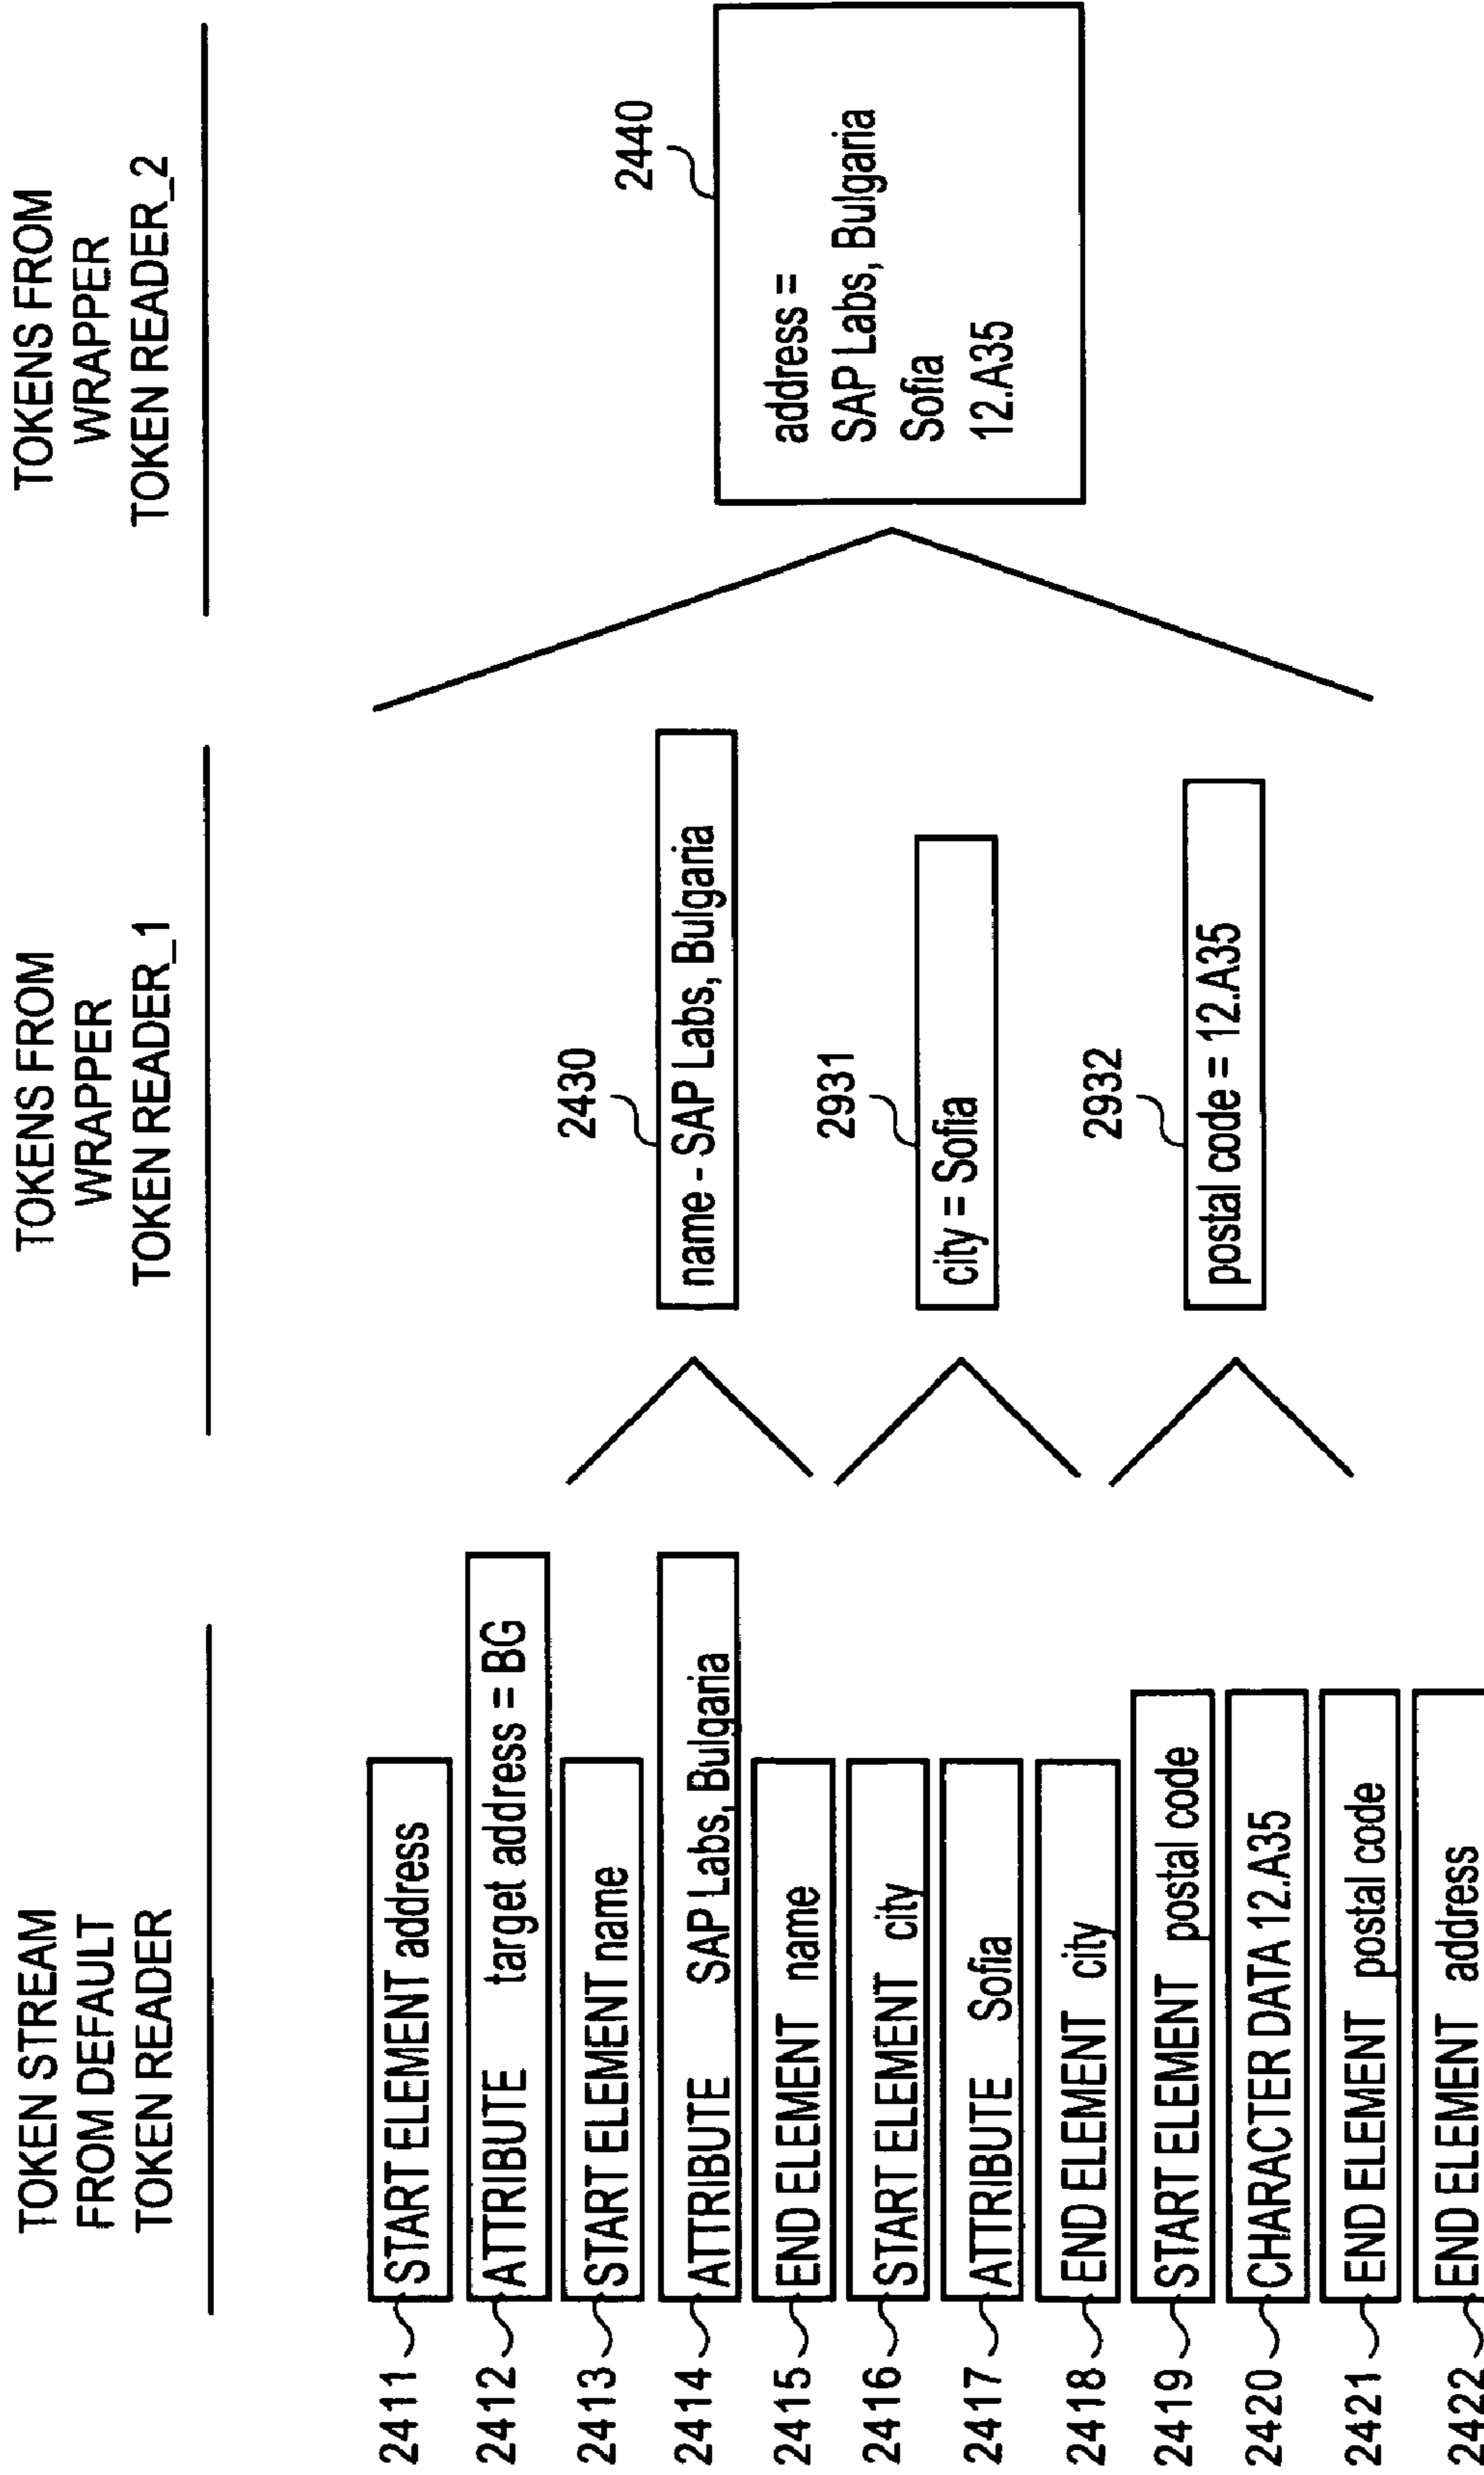 TOKEN STREAM
FROM DEFAULT
TOKEN READER
2411 START ELEMENT address
2412 ATTRIBUTE target address = BG
2413 START ELEMENT name
2414 ATTRIBUTE SAP Labs, Bulgaria
2415 END ELEMENT name
2416 START ELEMENT city
2417 ATTRIBUTE Sofia
2418 END ELEMENT city
2419 START ELEMENT postal code
2420 CHARACTER DATA 12.A35
2421 END ELEMENT postal code
2422 END ELEMENT address
TOKENS FROM
WRAPPER
TOKEN READER_1
2430
name - SAP Labs, Bulgaria
2931
city = Sofia
2932
postal code = 12.A35
TOKENS FROM
WRAPPER
TOKEN READER_2
2440
address =
SAP Labs, Bulgaria
Sofia
12.A35